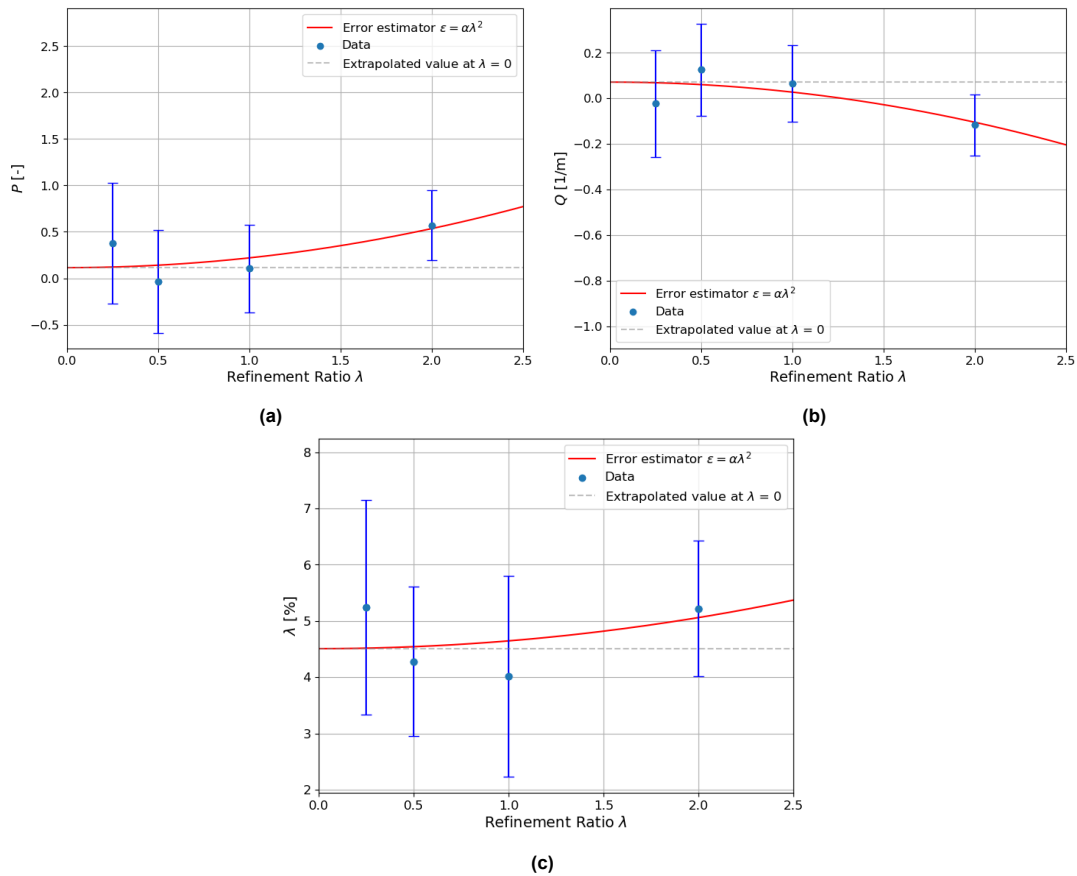 Error estimator ε = αλ²
Data
Extrapolated value at λ = 0
2.5
2.0
1.5
1.0
0.5
0.0
−0.5
P [-]
0.0 0.5 1.0 1.5 2.0 2.5
Refinement Ratio λ
(a)
0.2
0.0
−0.2
−0.4
−0.6
−0.8
−1.0
Q [1/m]
Error estimator ε = αλ²
Data
Extrapolated value at λ = 0
0.0 0.5 1.0 1.5 2.0 2.5
Refinement Ratio λ
(b)
Error estimator ε = αλ²
Data
Extrapolated value at λ = 0
8
7
6
5
4
3
2
λ [%]
0.0 0.5 1.0 1.5 2.0 2.5
Refinement Ratio λ
(c)